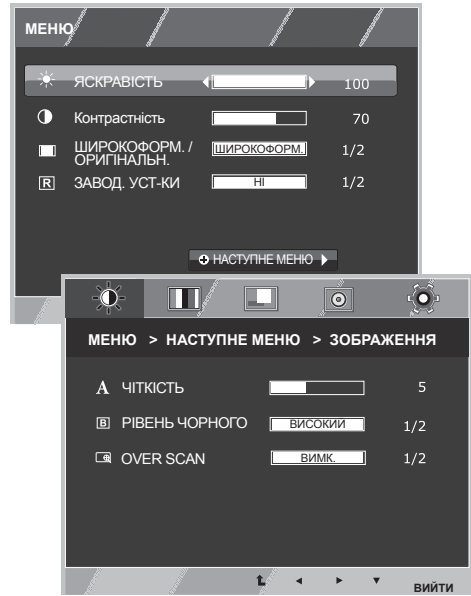 МЕНЮ
ЯСКРАВІСТЬ 100
Контрастність 70
ШИРОКОФОРМ. / ОРИГІНАЛЬН. ШИРОКОФОРМ. 1/2
R ЗАВОД. УСТ-КИ НІ 1/2
НАСТУПНЕ МЕНЮ
МЕНЮ > НАСТУПНЕ МЕНЮ > ЗОБРАЖЕННЯ
A ЧІТКІСТЬ 5
B РІВЕНЬ ЧОРНОГО ВИСОКИЙ 1/2
OVER SCAN ВИМК. 1/2
ВИЙТИ